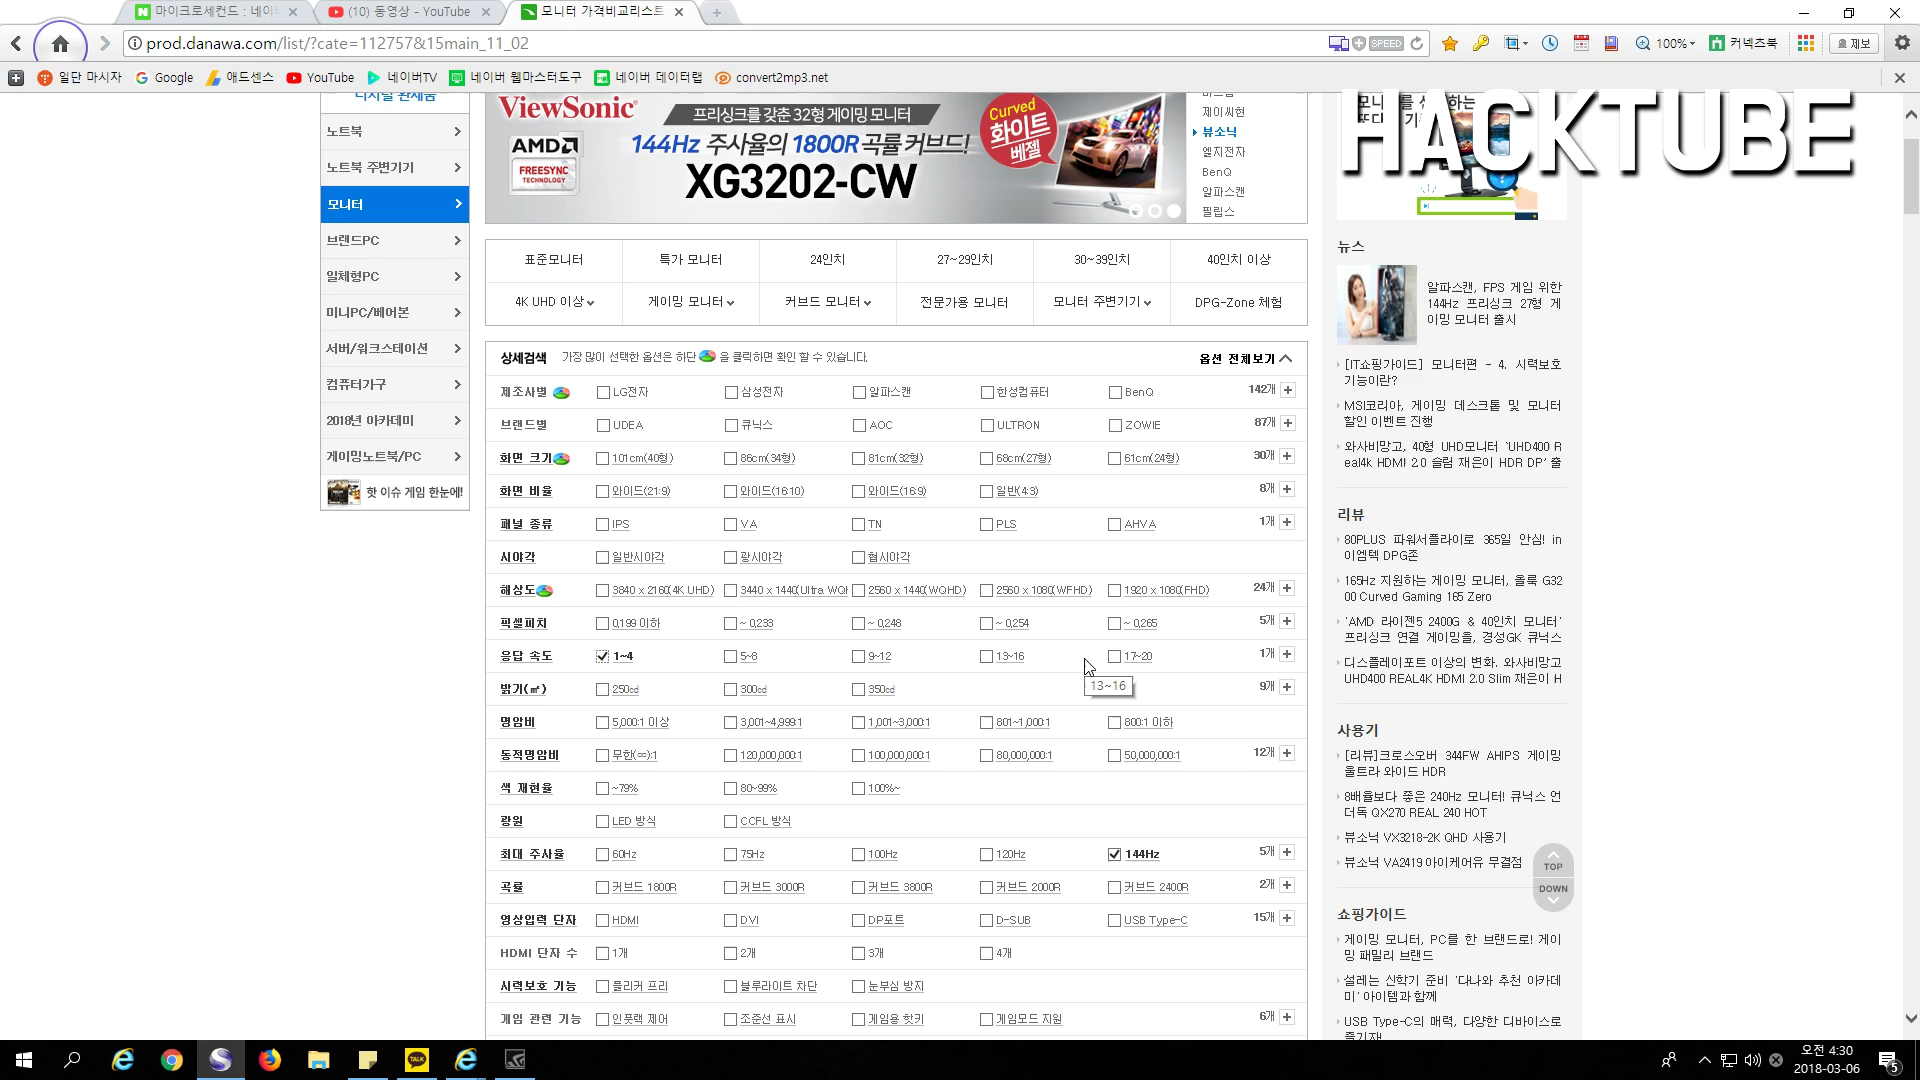 마이크로세컨드 : 네이버
(10) 동영상 - YouTube
모니터 가격비교리스트
prod.danawa.com/list/?cate=112757&15main_11_02
SPEED
100%
커넥츠북
제보
일단 마시자
Google
애드센스
YouTube
네이버TV
네이버 웹마스터도구
네이버 데이터랩
convert2mp3.net
HACKTUBE
디지털 완제품
노트북
노트북 주변기기
모니터
브랜드PC
일체형PC
미니PC/베어본
서버/워크스테이션
컴퓨터가구
2018년 아카데미
게이밍노트북/PC
핫 이슈 게임 한눈에!
ViewSonic
AMD
FREESYNC
TECHNOLOGY
프리싱크를 갖춘 32형 게이밍 모니터
144Hz 주사율의 1800R 곡률 커브드!
XG3202-CW
Curved
화이트
베젤
제이씨현
뷰소닉
엘지전자
BenQ
알파스캔
필립스
표준모니터 특가 모니터 24인치 27~29인치 30~39인치 40인치 이상
4K UHD 이상 게이밍 모니터 커브드 모니터 전문가용 모니터 모니터 주변기기 DPG-Zone 체험
상세검색 가장 많이 선택한 옵션은 하단 을 클릭하면 확인 할 수 있습니다. 옵션 전체보기
제조사별 LG전자 삼성전자 알파스캔 한성컴퓨터 BenQ 142개
브랜드별 UDEA 큐닉스 AOC ULTRON ZOWIE 87개
화면 크기 101cm(40형) 86cm(34형) 81cm(32형) 68cm(27형) 61cm(24형) 30개
화면 비율 와이드(21:9) 와이드(16:10) 와이드(16:9) 일반(4:3) 8개
패널 종류 IPS VA TN PLS AHVA 1개
시야각 일반시야각 광시야각 협시야각
해상도 3840 x 2160(4K UHD) 3440 x 1440(Ultra WQH 2560 x 1440(WQHD) 2560 x 1080(WFHD) 1920 x 1080(FHD) 24개
픽셀피치 0,199 이하 ~ 0,233 ~ 0,248 ~ 0,254 ~ 0,265 5개
응답 속도 1~4 5~8 9~12 13~16 17~20 1개
13~16
밝기(㎡) 250cd 300cd 350cd 9개
명암비 5,000:1 이상 3,001~4,999:1 1,001~3,000:1 801~1,000:1 800:1 이하
동적명암비 무한(∞):1 120,000,000:1 100,000,000:1 80,000,000:1 50,000,000:1 12개
색 재현율 ~79% 80~99% 100%~
광원 LED 방식 CCFL 방식
최대 주사율 60Hz 75Hz 100Hz 120Hz 144Hz 5개
곡률 커브드 1800R 커브드 3000R 커브드 3800R 커브드 2000R 커브드 2400R 2개
영상입력 단자 HDMI DVI DP포트 D-SUB USB Type-C 15개
HDMI 단자 수 1개 2개 3개 4개
시력보호 기능 플리커 프리 블루라이트 차단 눈부심 방지
게임 관련 기능 인풋랙 제어 조준선 표시 게임용 핫키 게임모드 지원 6개
뉴스
알파스캔, FPS 게임 위한
144Hz 프리싱크 27형 게
이밍 모니터 출시
[IT쇼핑가이드] 모니터편 - 4. 시력보호
기능이란?
MSI코리아, 게이밍 데스크톱 및 모니터
할인 이벤트 진행
와사비망고, 40형 UHD모니터 'UHD400 R
eal4K HDMI 2.0 슬림 재은이 HDR DP' 출
리뷰
80PLUS 파워서플라이로 365일 안심! in
이엠텍 DPG존
165Hz 지원하는 게이밍 모니터, 올룩 G32
00 Curved Gaming 165 Zero
'AMD 라이젠5 2400G & 40인치 모니터'
프리싱크 연결 게이밍을, 경성GK 큐닉스
디스플레이포트 이상의 변화. 와사비망고
UHD400 REAL4K HDMI 2.0 Slim 재은이 H
사용기
[리뷰]크로스오버 344FW AHIPS 게이밍
울트라 와이드 HDR
8배율보다 좋은 240Hz 모니터! 큐닉스 언
더독 QX270 REAL 240 HOT
뷰소닉 VX3218-2K QHD 사용기
뷰소닉 VA2419 아이케어유 무결점
TOP
DOWN
쇼핑가이드
게이밍 모니터, PC를 한 브랜드로! 게이
밍 패밀리 브랜드
설레는 신학기 준비 '다나와 추천 아카데
미' 아이템과 함께
USB Type-C의 매력, 다양한 디바이스로
즐기자!
TALK
오전 4:30
2018-03-06
5